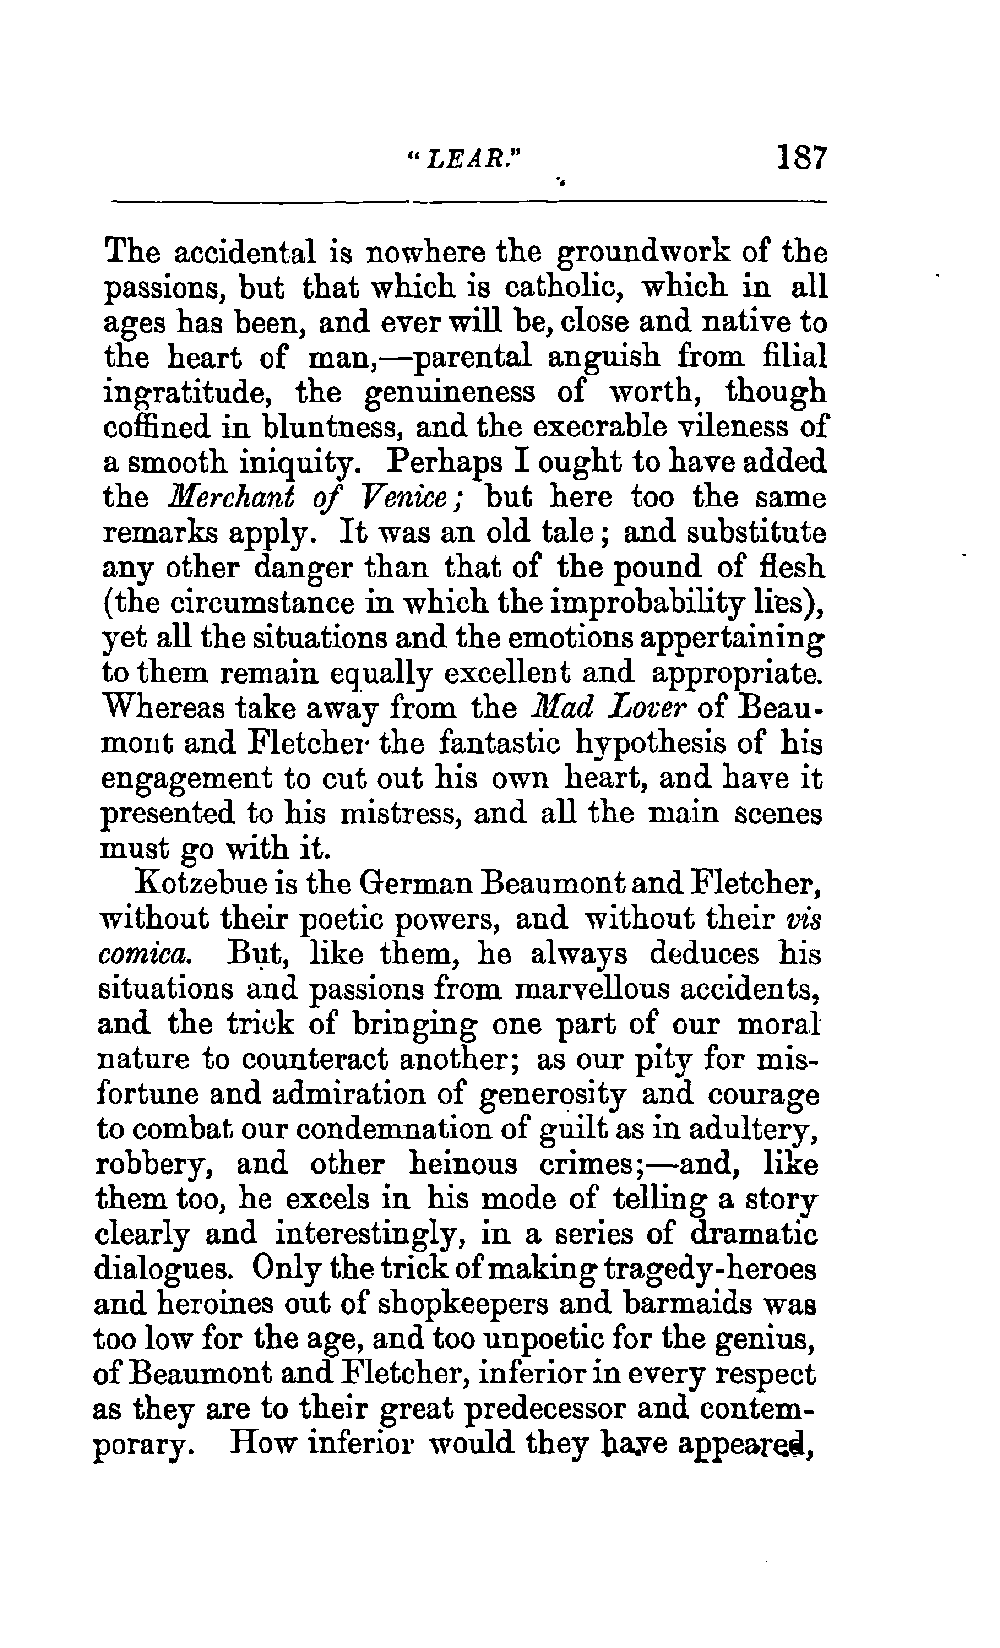 "LEAR."	187
The accidental is nowhere the groundwork of the
passions, but that which is catholic, which in all
ages has been, and ever will be, close and native to
the heart of man,—parental anguish from filial
ingratitude, the genuineness of worth, though
coffined in bluntness, and the execrable vileness of
a smooth iniquity. Perhaps I ought to have added
the Merchant of Venice; but here too the same
remarks apply. It was an old tale; and substitute
any other danger than that of the pound of flesh
(the circumstance in which the improbability lies),
yet all the situations and the emotions appertaining
to them remain equally excellent and appropriate.
Whereas take away from the Mad Lover of Beau-
mont and Fletcher the fantastic hypothesis of his
engagement to cut out his own heart, and have it
presented to his mistress, and all the main scenes
must go with it.
Kotzebue is the German Beaumont and Fletcher,
without their poetic powers, and without their vis
comica. But, like them, he always deduces his
situations and passions from marvellous accidents,
and the trick of bringing one part of our moral
nature to counteract another; as our pity for mis-
fortune and admiration of generosity and courage
to combat our condemnation of guilt as in adultery,
robbery, and other heinous crimes;—and, like
them too, he excels in his mode of telling a story
clearly and interestingly, in a series of dramatic
dialogues. Only the trick of making tragedy-heroes
and heroines out of shopkeepers and barmaids was
too low for the age, and too unpoetic for the genius,
of Beaumont and Fletcher, inferior in every respect
as they are to their great predecessor and contem-
porary. How inferior would they have appeared,